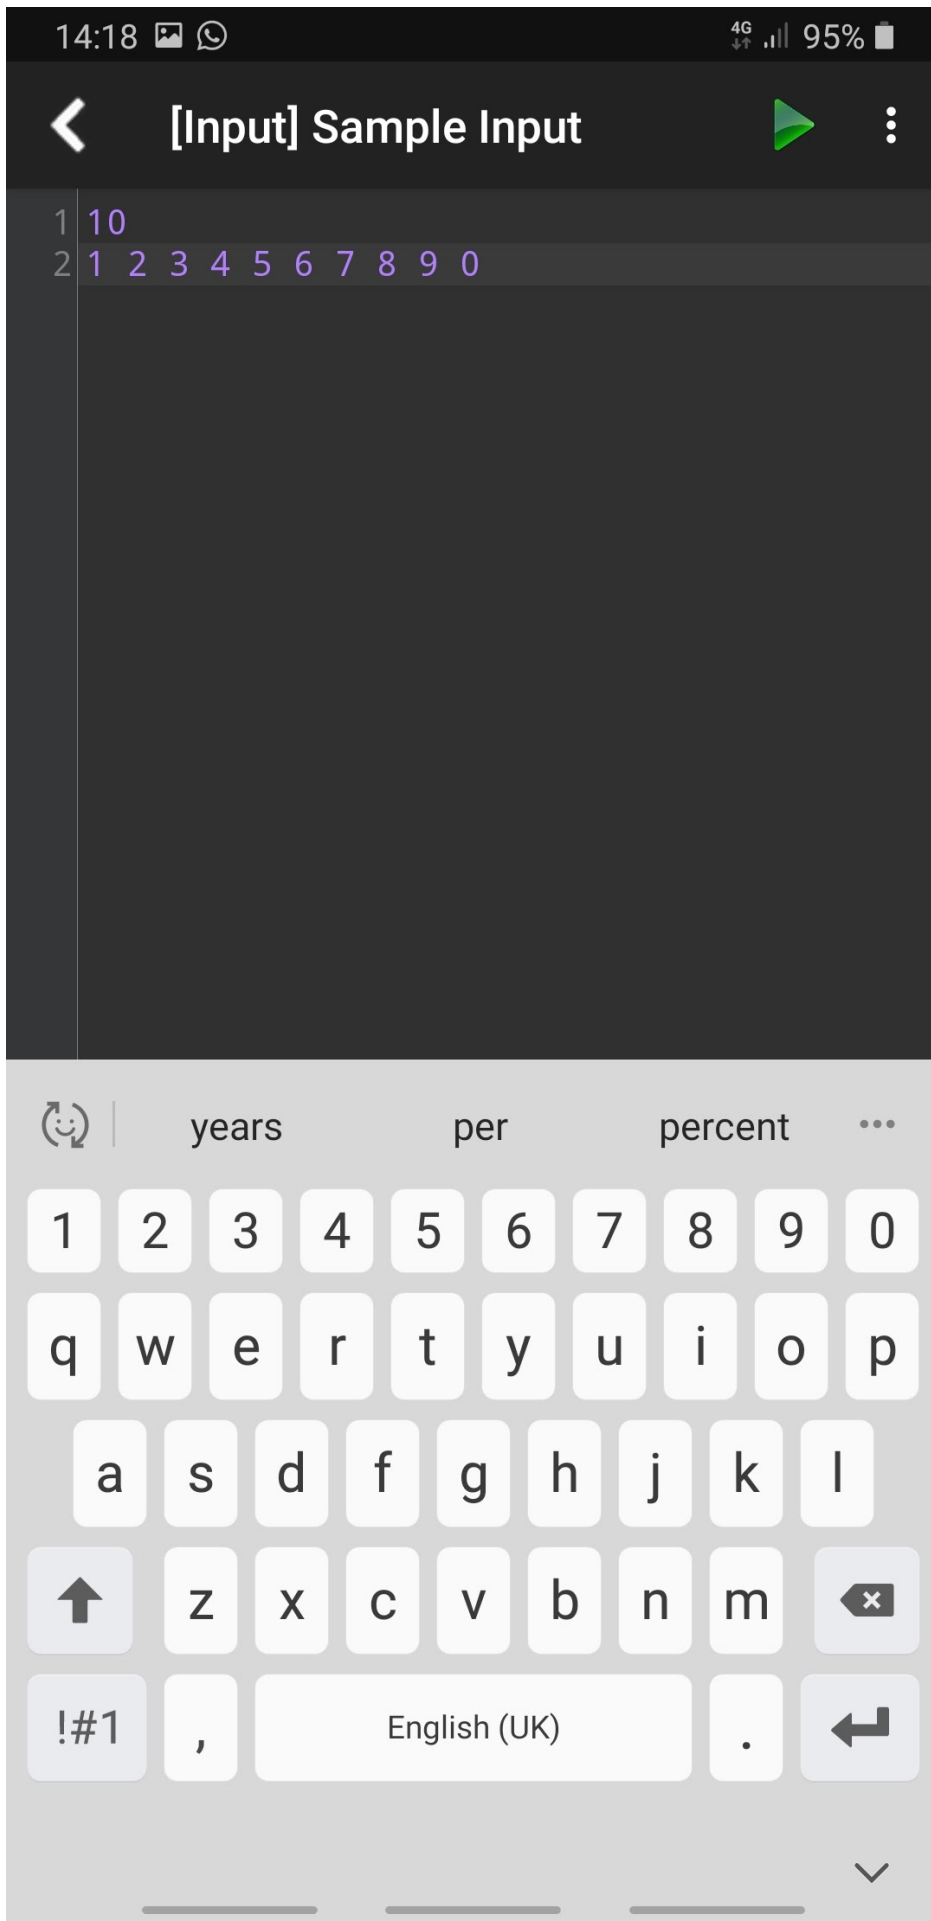 14:18 4G 95%
[Input] Sample Input
1 10
2 1 2 3 4 5 6 7 8 9 0
years per percent
1 2 3 4 5 6 7 8 9 0
q w e r t y u i o p
a s d f g h j k l
z x c v b n m
!#1 , English (UK) .